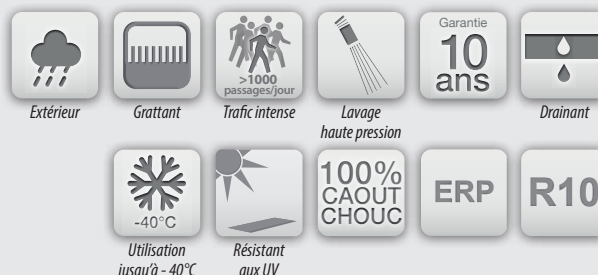 Extérieur
Grattant
>1000
passages/jour
Trafic intense
Lavage
haute pression
Garantie
10
ans
Drainant
-40°C
Utilisation
jusqu'à - 40°C
Résistant
aux UV
100%
CAOUT
CHOUC
ERP
R10